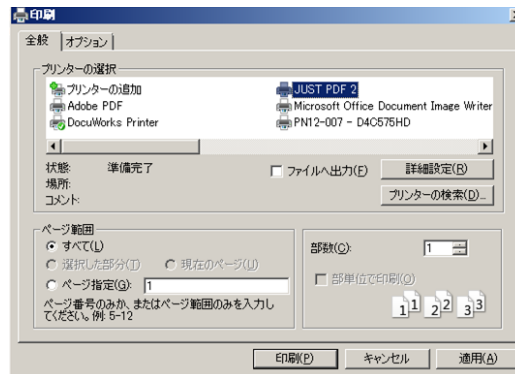 印刷
全般 オプション
プリンターの選択
プリンターの追加 JUST PDF 2
Adobe PDF Microsoft Office Document Image Writer
DocuWorks Printer PN12-007 - D4C575HD
状態: 準備完了 ファイルへ出力(F) 詳細設定(R)
場所:
コメント: プリンターの検索(D)...
ページ範囲
すべて(L) 部数(C): 1
選択した部分(T) 現在のページ(U)
ページ指定(G): 1 部単位で印刷(O)
ページ番号のみか、またはページ範囲のみを入力し
てください。例: 5-12
1 1 2 2 3 3
印刷(P) キャンセル 適用(A)